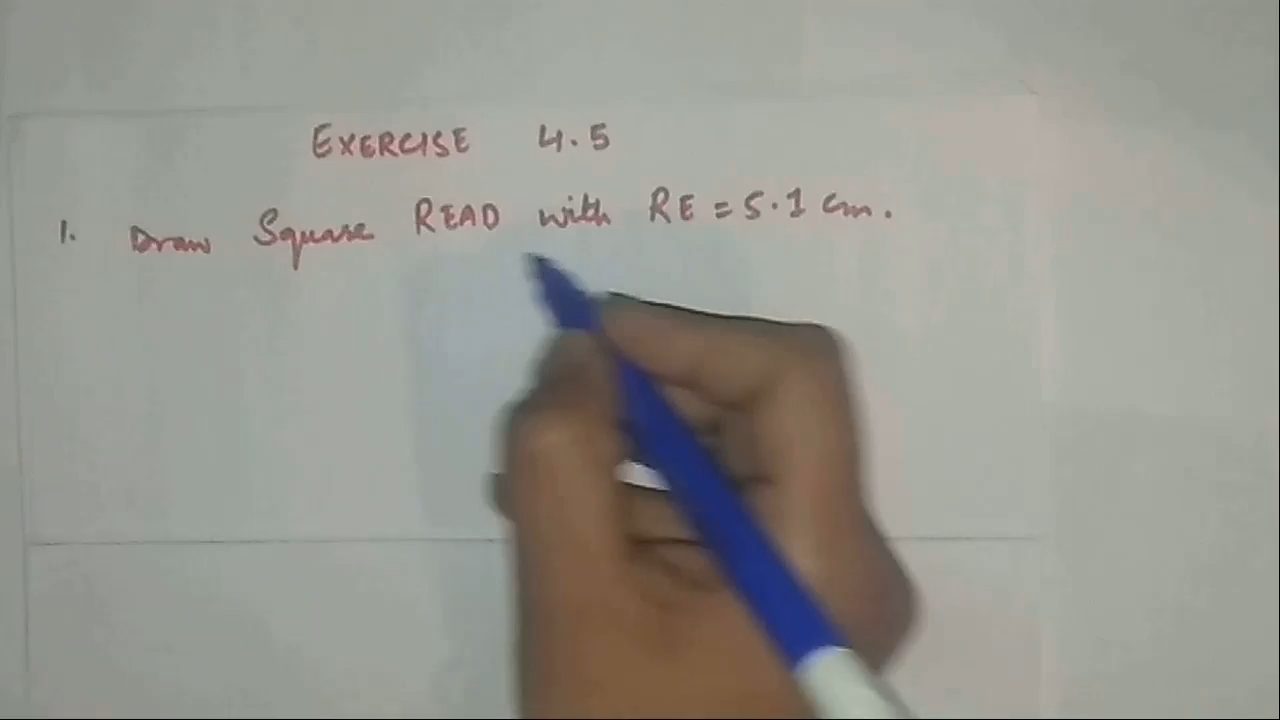 EXERCISE 4.5
1. Draw Square READ with RE = 5.1 cm.